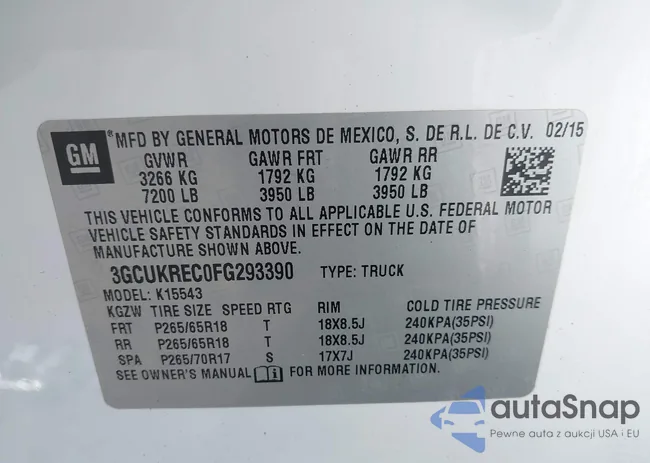 GM ® MFD BY GENERAL MOTORS DE MEXICO, S. DE R.L. DE C.V. 02/15
GVWR GAWR FRT GAWR RR
3266 KG 1792 KG 1792 KG
7200 LB 3950 LB 3950 LB
THIS VEHICLE CONFORMS TO ALL APPLICABLE U.S. FEDERAL MOTOR
VEHICLE SAFETY STANDARDS IN EFFECT ON THE DATE OF
MANUFACTURE SHOWN ABOVE.
3GCUKREC0FG293390 TYPE: TRUCK
MODEL: K15543
KGZW TIRE SIZE SPEED RTG RIM COLD TIRE PRESSURE
FRT P265/65R18 T 18X8.5J 240KPA(35PSI)
RR P265/65R18 T 18X8.5J 240KPA(35PSI)
SPA P265/70R17 S 17X7J 240KPA(35PSI)
SEE OWNER'S MANUAL FOR MORE INFORMATION.
autaSnap
Pewne auta z aukcji USA i EU